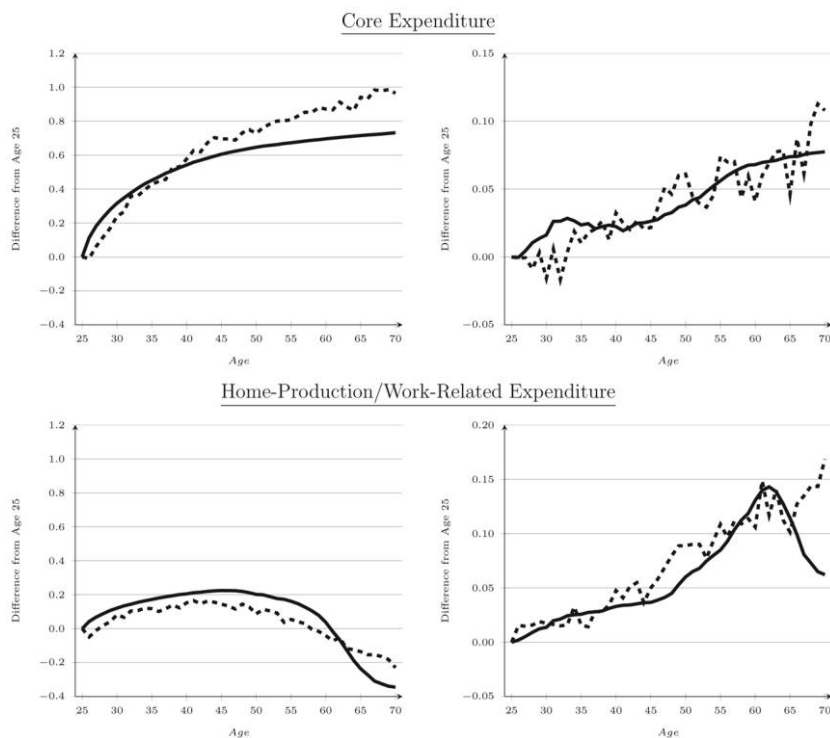 Core Expenditure
Difference from Age 25
1.2
1.0
0.8
0.6
0.4
0.2
0.0
−0.2
−0.4
25 30 35 40 45 50 55 60 65 70
Age
Difference from Age 25
0.15
0.10
0.05
0.00
−0.05
25 30 35 40 45 50 55 60 65 70
Age
Home-Production/Work-Related Expenditure
Difference from Age 25
1.2
1.0
0.8
0.6
0.4
0.2
0.0
−0.2
−0.4
25 30 35 40 45 50 55 60 65 70
Age
Difference from Age 25
0.20
0.15
0.10
0.05
0.00
−0.05
25 30 35 40 45 50 55 60 65 70
Age